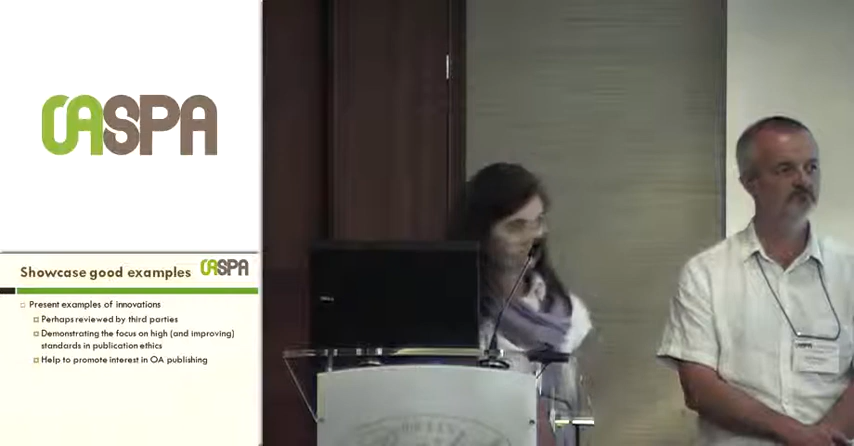 OASPA
Showcase good examples OASPA
Present examples of innovations
Perhaps reviewed by third parties
Demonstrating the focus on high (and improving)
standards in publication ethics
Help to promote interest in OA publishing
DELL